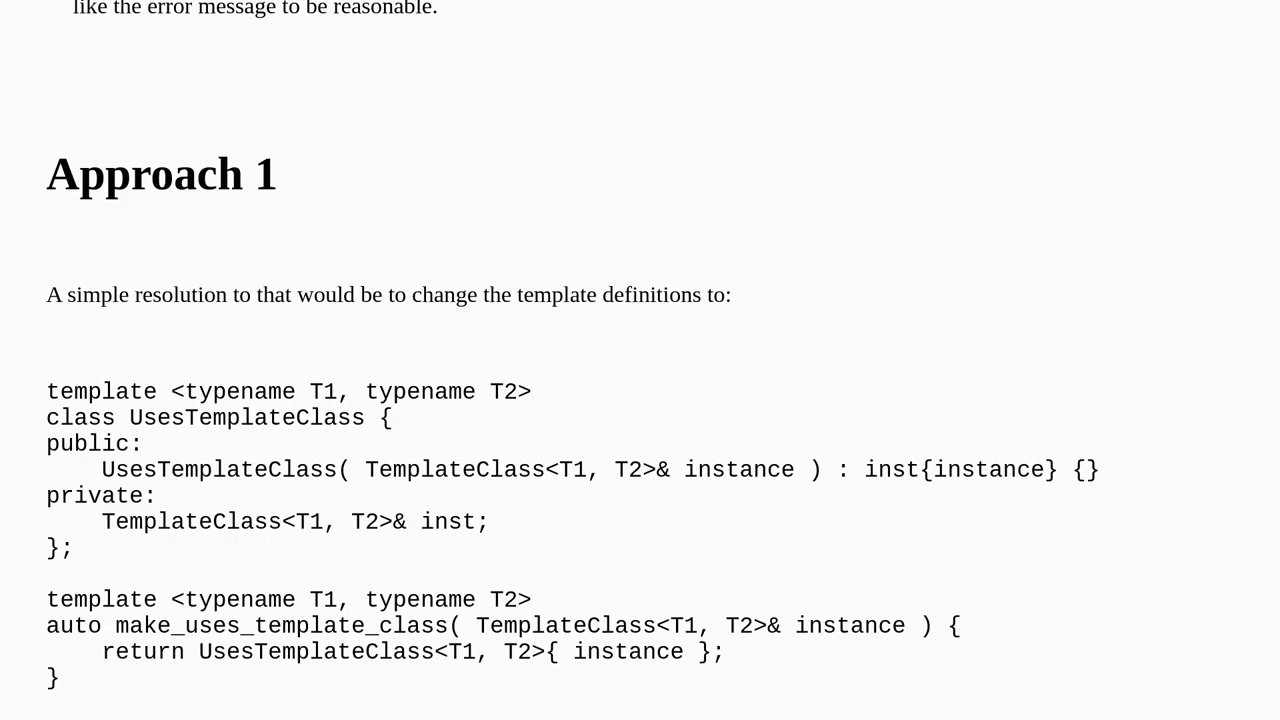 like the error message to be reasonable.
Approach 1
A simple resolution to that would be to change the template definitions to:
template <typename T1, typename T2>
class UsesTemplateClass {
public:
    UsesTemplateClass( TemplateClass<T1, T2>& instance ) : inst{instance} {}
private:
    TemplateClass<T1, T2>& inst;
};
template <typename T1, typename T2>
auto make_uses_template_class( TemplateClass<T1, T2>& instance ) {
    return UsesTemplateClass<T1, T2>{ instance };
}